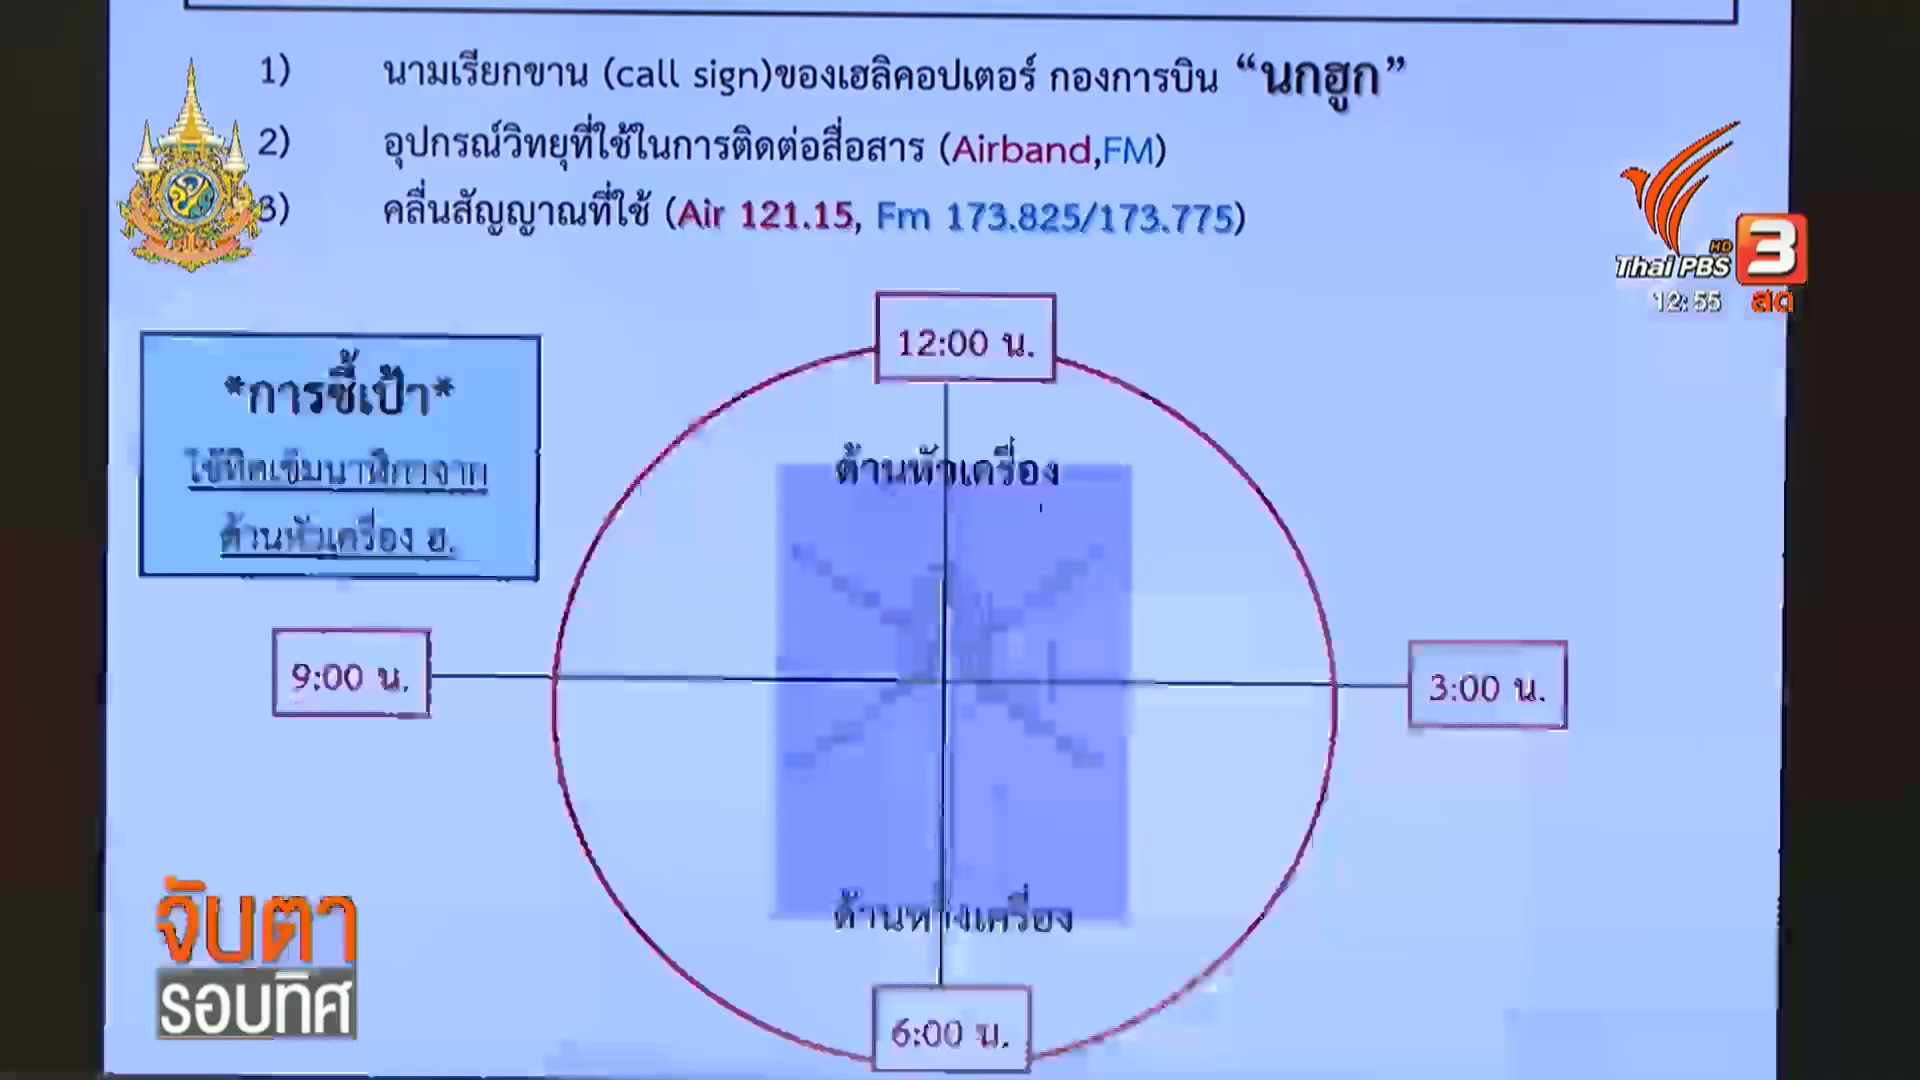 1) นามเรียกขาน (call sign)ของเฮลิคอปเตอร์ กองการบิน “นกฮูก”
2) อุปกรณ์วิทยุที่ใช้ในการติดต่อสื่อสาร (Airband,FM)
3) คลื่นสัญญาณที่ใช้ (Air 121.15, Fm 173.825/173.775)
Thai PBS HD 3
12:55 สด
12:00 น.
*การชี้เป้า*
ใช้ทิศเข็มนาฬิกาจาก
ด้านหัวเครื่อง ฮ.
ด้านหัวเครื่อง
9:00 น.
3:00 น.
ด้านหางเครื่อง
6:00 น.
จับตา
รอบทิศ